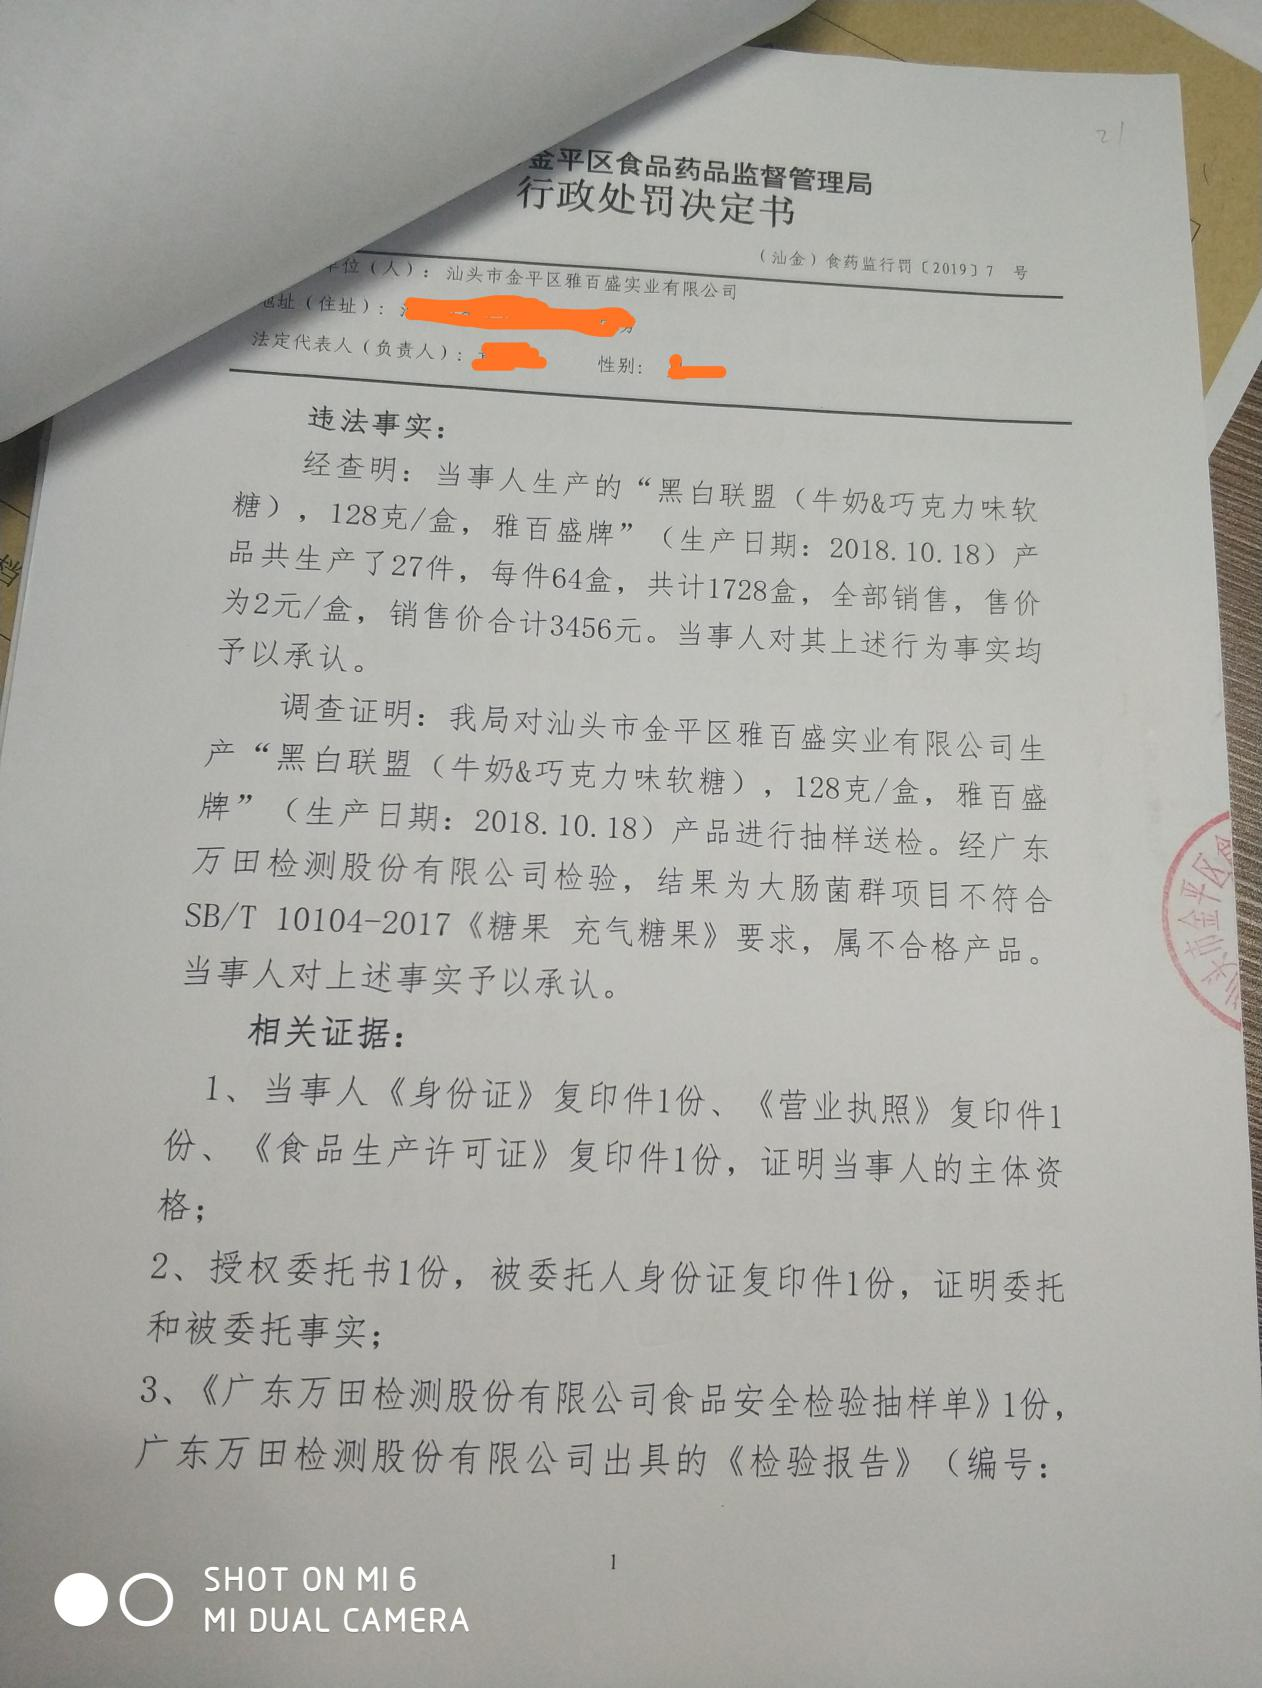 21
金平区食品药品监督管理局
行政处罚决定书
（汕金）食药监行罚〔2019〕7 号
单位（人）：汕头市金平区雅百盛实业有限公司
地址（住址）：
法定代表人（负责人）： 性别：
违法事实：
经查明：当事人生产的“黑白联盟（牛奶&巧克力味软
糖），128克/盒，雅百盛牌”（生产日期：2018.10.18）产
品共生产了27件，每件64盒，共计1728盒，全部销售，售价
为2元/盒，销售价合计3456元。当事人对其上述行为事实均
予以承认。
调查证明：我局对汕头市金平区雅百盛实业有限公司生
产“黑白联盟（牛奶&巧克力味软糖），128克/盒，雅百盛
牌”（生产日期：2018.10.18）产品进行抽样送检。经广东
万田检测股份有限公司检验，结果为大肠菌群项目不符合
SB/T 10104-2017《糖果 充气糖果》要求，属不合格产品。
当事人对上述事实予以承认。
相关证据：
1、当事人《身份证》复印件1份、《营业执照》复印件1
份、《食品生产许可证》复印件1份，证明当事人的主体资
格；
2、授权委托书1份，被委托人身份证复印件1份，证明委托
和被委托事实；
3、《广东万田检测股份有限公司食品安全检验抽样单》1份，
广东万田检测股份有限公司出具的《检验报告》（编号：
汕头市金平区食
1
SHOT ON MI 6
MI DUAL CAMERA